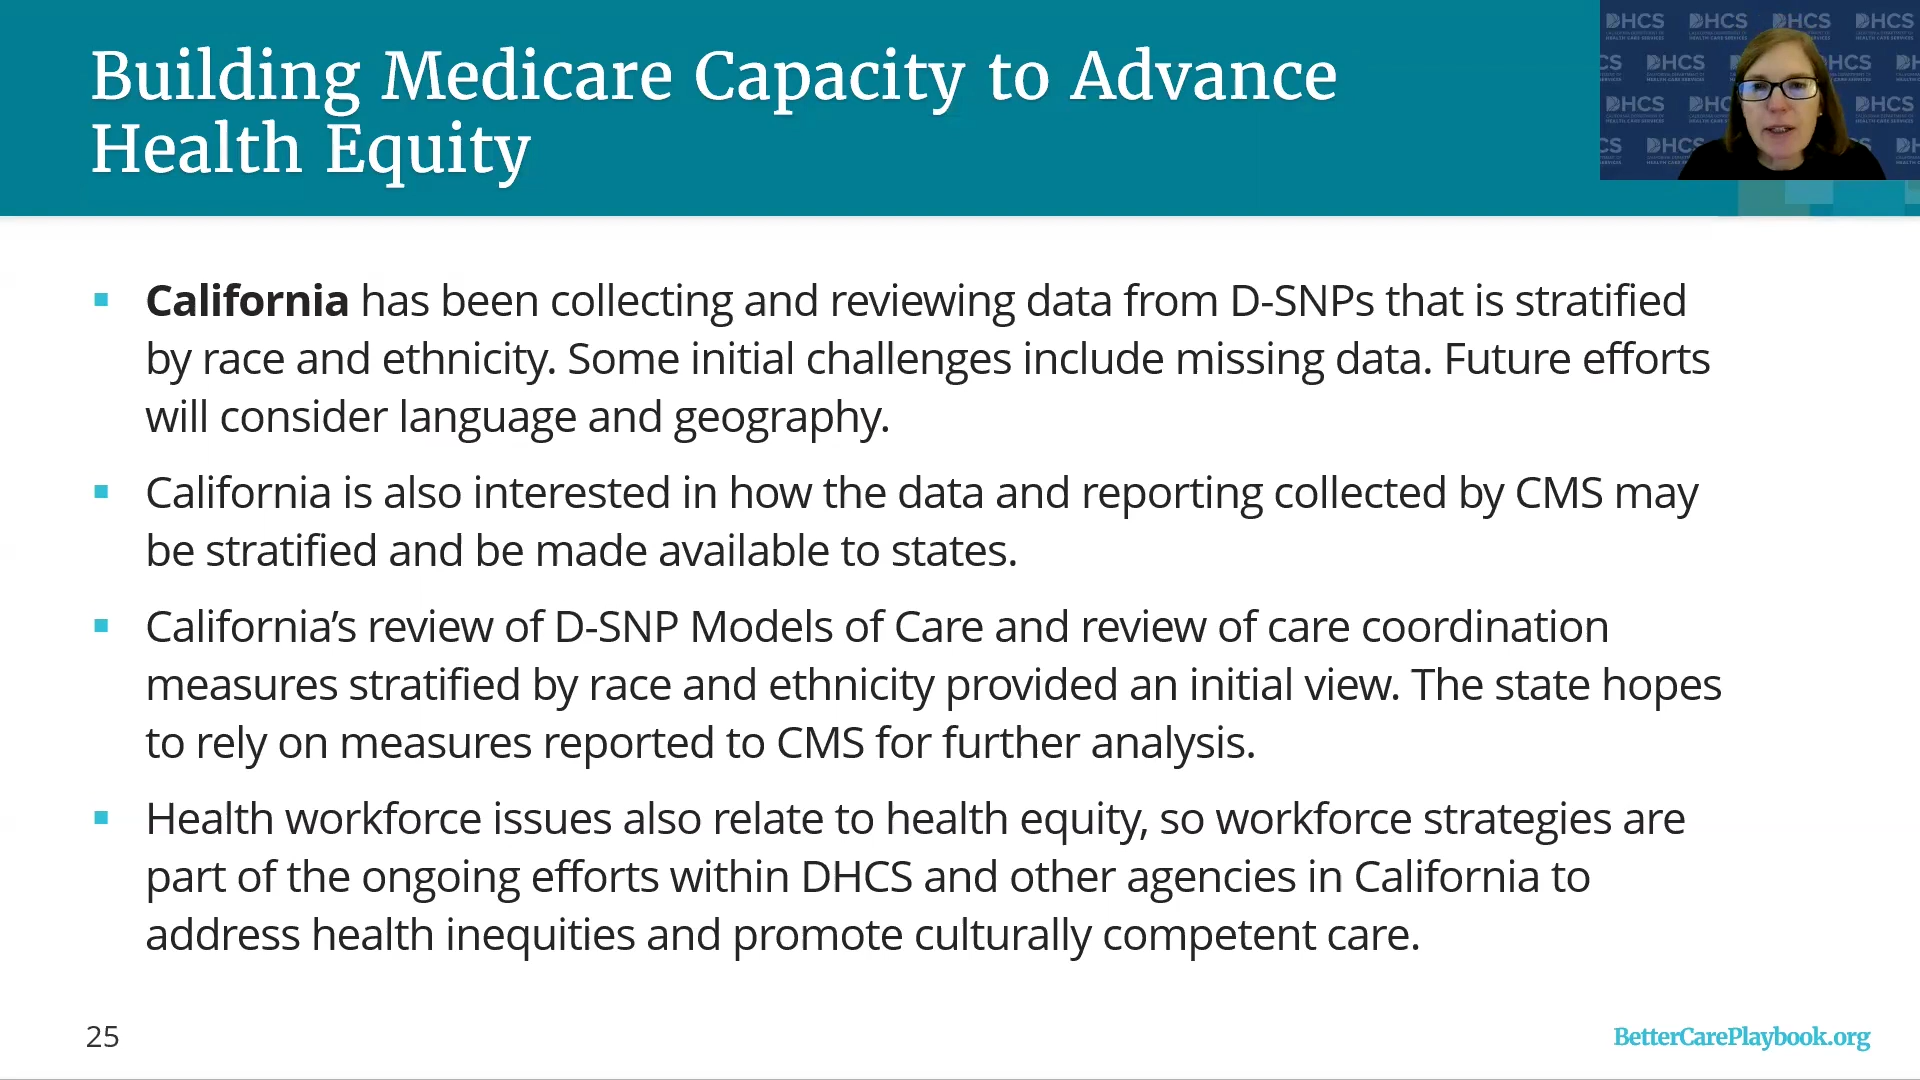 Building Medicare Capacity to Advance
Health Equity
DHCS DHCS DHCS DHCS
▪ California has been collecting and reviewing data from D-SNPs that is stratified
by race and ethnicity. Some initial challenges include missing data. Future efforts
will consider language and geography.
▪ California is also interested in how the data and reporting collected by CMS may
be stratified and be made available to states.
▪ California’s review of D-SNP Models of Care and review of care coordination
measures stratified by race and ethnicity provided an initial view. The state hopes
to rely on measures reported to CMS for further analysis.
▪ Health workforce issues also relate to health equity, so workforce strategies are
part of the ongoing efforts within DHCS and other agencies in California to
address health inequities and promote culturally competent care.
25
BetterCarePlaybook.org